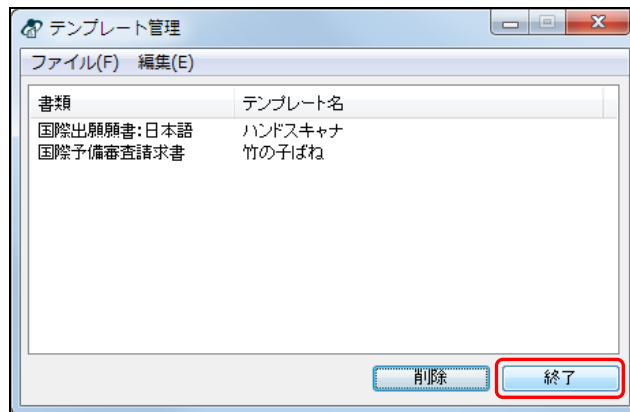 テンプレート管理
ファイル(F) 編集(E)
書類 テンプレート名
国際出願願書:日本語 ハンドスキャナ
国際予備審査請求書 竹の子ばね
削除 終了